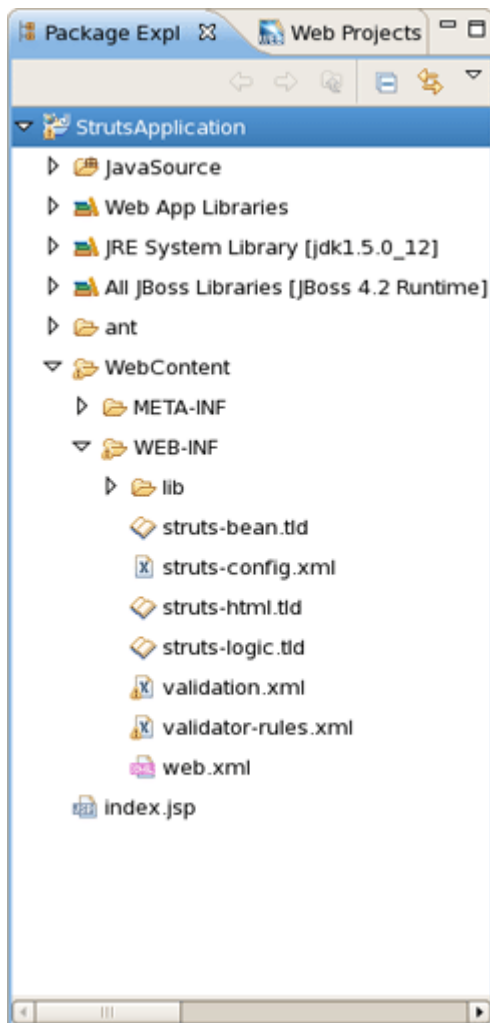 Package Expl Web Projects
StrutsApplication
JavaSource
Web App Libraries
JRE System Library [jdk1.5.0_12]
All JBoss Libraries [JBoss 4.2 Runtime]
ant
WebContent
META-INF
WEB-INF
lib
struts-bean.tld
struts-config.xml
struts-html.tld
struts-logic.tld
validation.xml
validator-rules.xml
web.xml
index.jsp